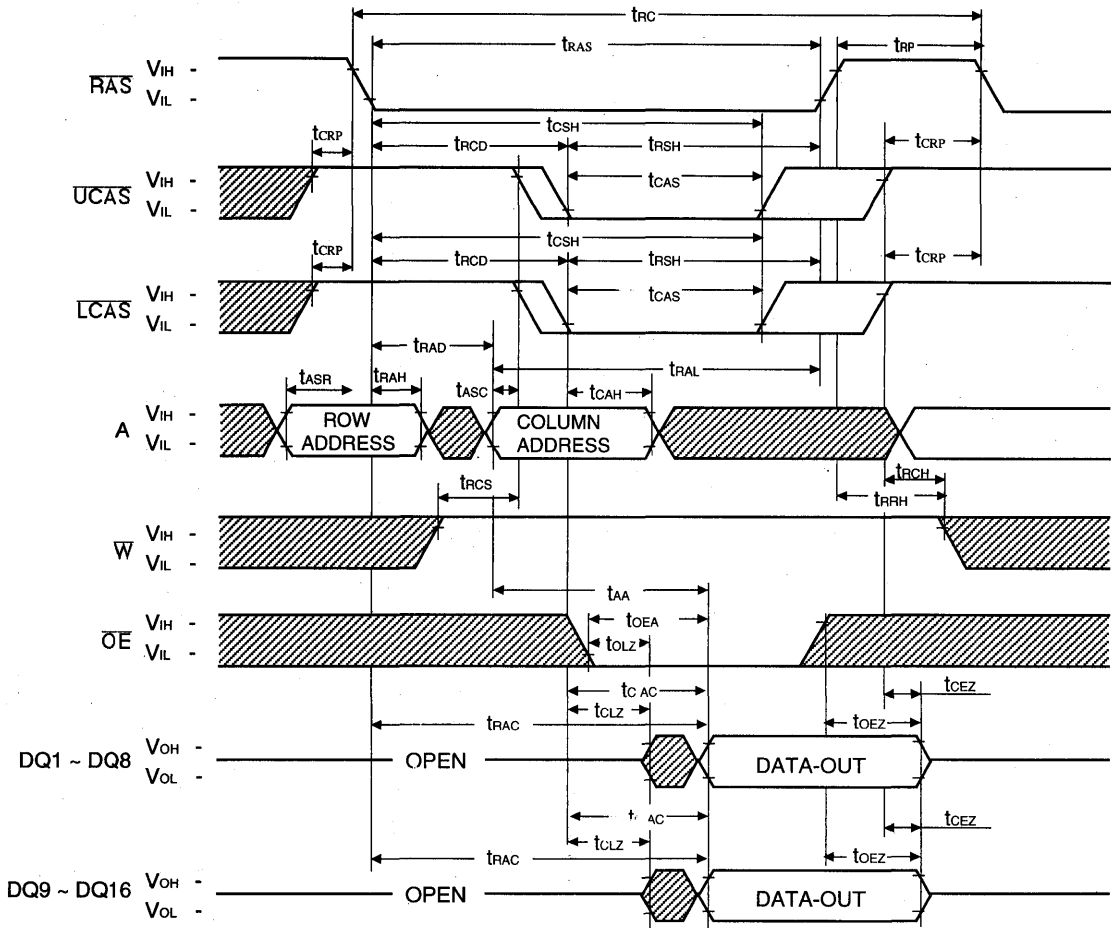 tRC
tRAS
tRP
RAS
VIH -
VIL -
tCSH
tCRP
tRCD
tRSH
tCRP
UCAS
VIH -
VIL -
tCAS
tCSH
tCRP
tRCD
tRSH
tCRP
LCAS
VIH -
VIL -
tCAS
tRAD
tRAL
tASR
tRAH
tASC
tCAH
A
VIH -
VIL -
ROW
ADDRESS
COLUMN
ADDRESS
tRCH
tRCS
tRRH
W
VIH -
VIL -
tAA
tOEA
OE
VIH -
VIL -
tOLZ
tCAC
tCEZ
tCLZ
tRAC
tOEZ
DQ1 ~ DQ8
VOH -
VOL -
OPEN
DATA-OUT
tCEZ
tCLZ
tRAC
tOEZ
DQ9 ~ DQ16
VOH -
VOL -
OPEN
DATA-OUT